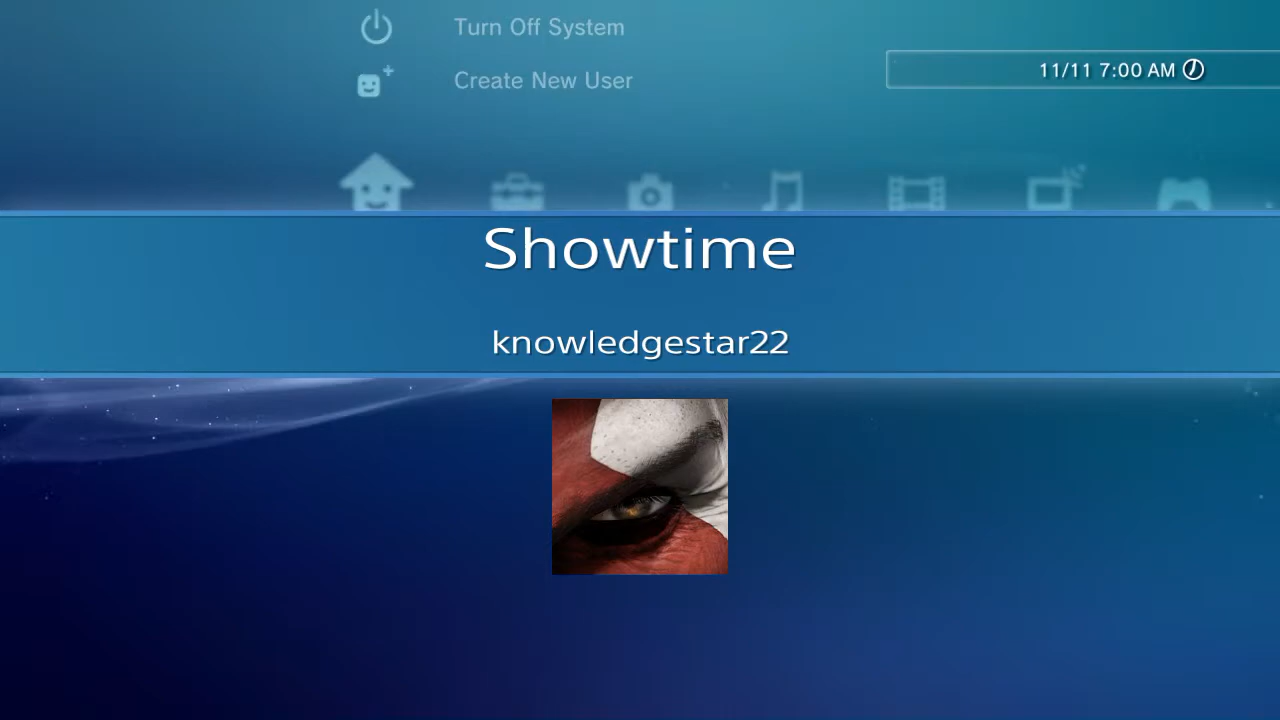 Turn Off System
11/11 7:00 AM
Create New User
Showtime
knowledgestar22